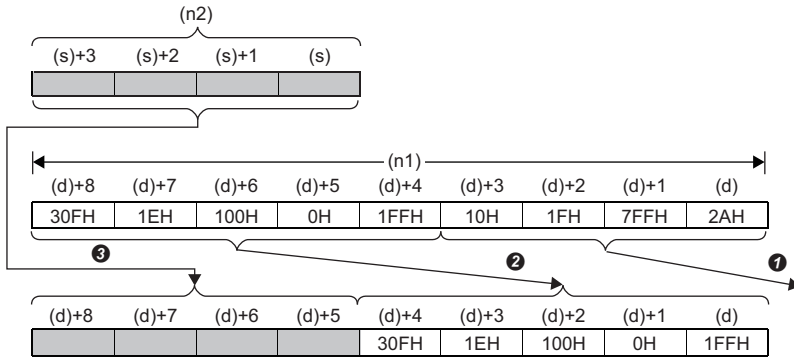 (n2)
(s)+3 (s)+2 (s)+1 (s)
(n1)
(d)+8 (d)+7 (d)+6 (d)+5 (d)+4 (d)+3 (d)+2 (d)+1 (d)
30FH 1EH 100H 0H 1FFH 10H 1FH 7FFH 2AH
❸ ❷ ❶
(d)+8 (d)+7 (d)+6 (d)+5 (d)+4 (d)+3 (d)+2 (d)+1 (d)
30FH 1EH 100H 0H 1FFH